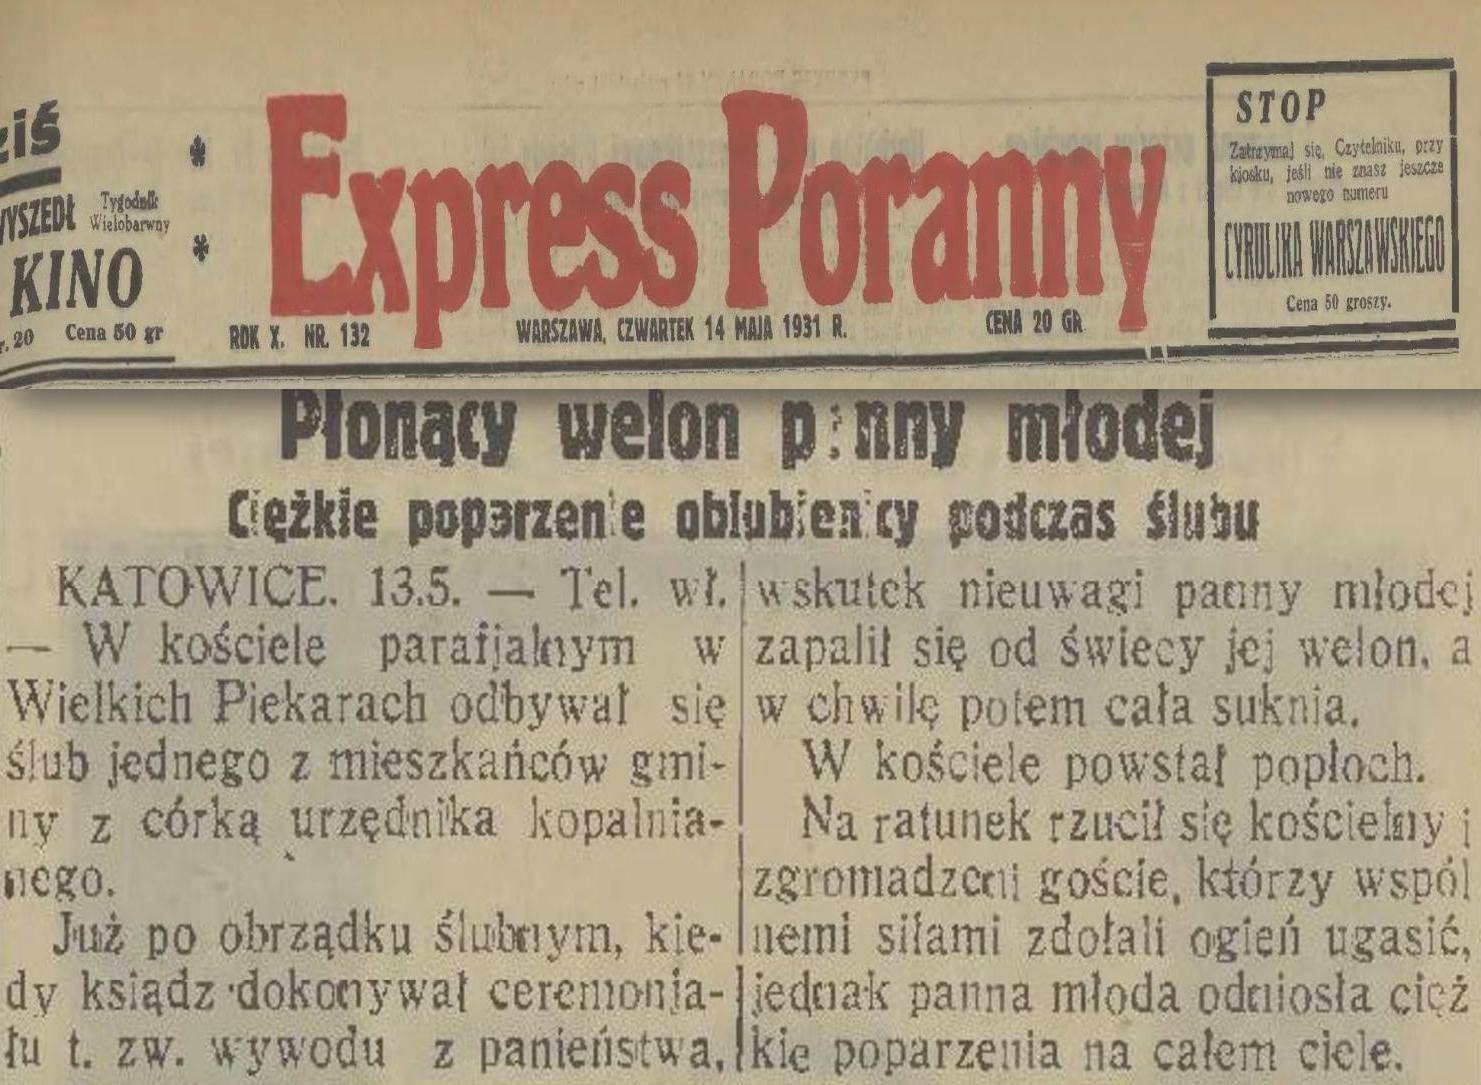 ziś
WYSZEDŁ
Tygodnik
Wielobarwny
KINO
r. 20 Cena 50 gr
*
*
Express Poranny
ROK X. NR. 132
WARSZAWA, CZWARTEK 14 MAJA 1931 R.
CENA 20 GR
STOP
Zatrzymaj się, Czytelniku, przy
kiosku, jeśli nie znasz jeszcze
nowego numeru
CYRULIKA WARSZAWSKIEGO
Cena 50 groszy.
Płonący welon panny młodej
Ciężkie poparzenie oblubienicy podczas ślubu
KATOWICE. 13.5. — Tel. wł.
— W kościele parafjalnym w
Wielkich Piekarach odbywał się
ślub jednego z mieszkańców gmi-
ny z córką urzędnika kopalnia-
nego.
Już po obrządku ślubnym, kie-
dy ksiądz dokonywał ceremonja-
łu t. zw. wywodu z panieństwa,
wskutek nieuwagi panny młodej
zapalił się od świecy jej welon, a
w chwilę potem cała suknia.
W kościele powstał popłoch.
Na ratunek rzucił się kościelny i
zgromadzeni goście, którzy wspól
nemi siłami zdołali ogień ugasić,
jednak panna młoda odniosła cięż
kie poparzenia na całem ciele.